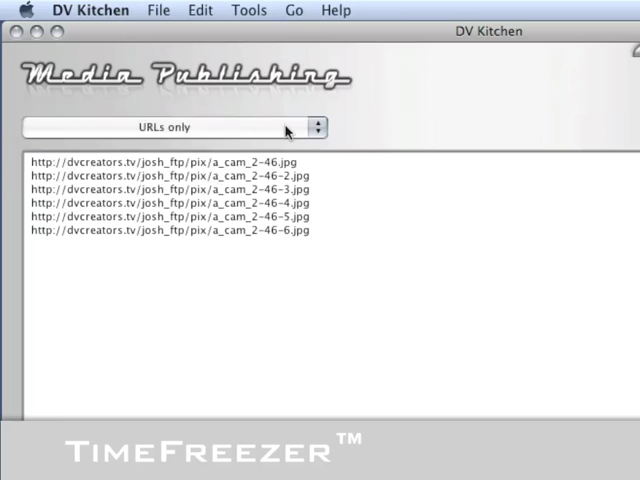 DV Kitchen File Edit Tools Go Help
DV Kitchen
Media Publishing
URLs only
http://dvcreators.tv/josh_ftp/pix/a_cam_2-46.jpg
http://dvcreators.tv/josh_ftp/pix/a_cam_2-46-2.jpg
http://dvcreators.tv/josh_ftp/pix/a_cam_2-46-3.jpg
http://dvcreators.tv/josh_ftp/pix/a_cam_2-46-4.jpg
http://dvcreators.tv/josh_ftp/pix/a_cam_2-46-5.jpg
http://dvcreators.tv/josh_ftp/pix/a_cam_2-46-6.jpg
TimeFreezer™